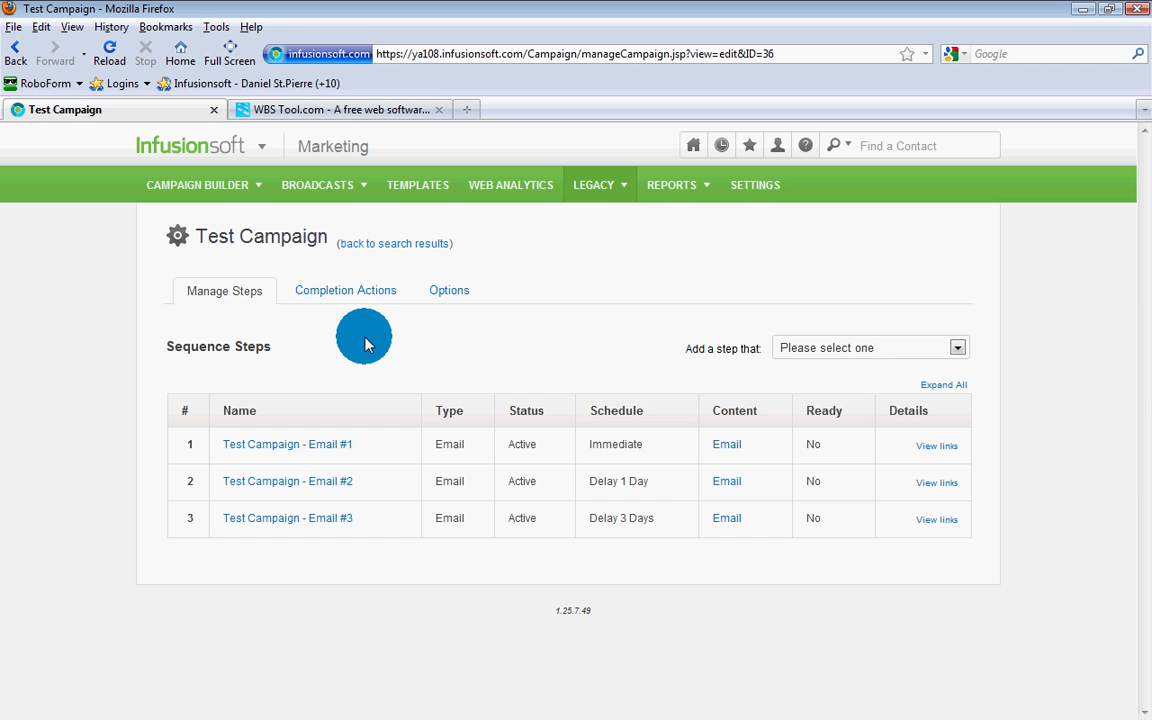 Test Campaign - Mozilla Firefox
File Edit View History Bookmarks Tools Help
Back Forward Reload Stop Home Full Screen infusionsoft.com https://ya108.infusionsoft.com/Campaign/manageCampaign.jsp?view=edit&ID=36 Google
RoboForm Logins Infusionsoft - Daniel St.Pierre (+10)
Test Campaign WBS Tool.com - A free web softwar...
Infusionsoft Marketing Find a Contact
CAMPAIGN BUILDER BROADCASTS TEMPLATES WEB ANALYTICS LEGACY REPORTS SETTINGS
Test Campaign (back to search results)
Manage Steps Completion Actions Options
Sequence Steps Add a step that: Please select one
Expand All
# Name Type Status Schedule Content Ready Details
1 Test Campaign - Email #1 Email Active Immediate Email No View links
2 Test Campaign - Email #2 Email Active Delay 1 Day Email No View links
3 Test Campaign - Email #3 Email Active Delay 3 Days Email No View links
1.25.7.49